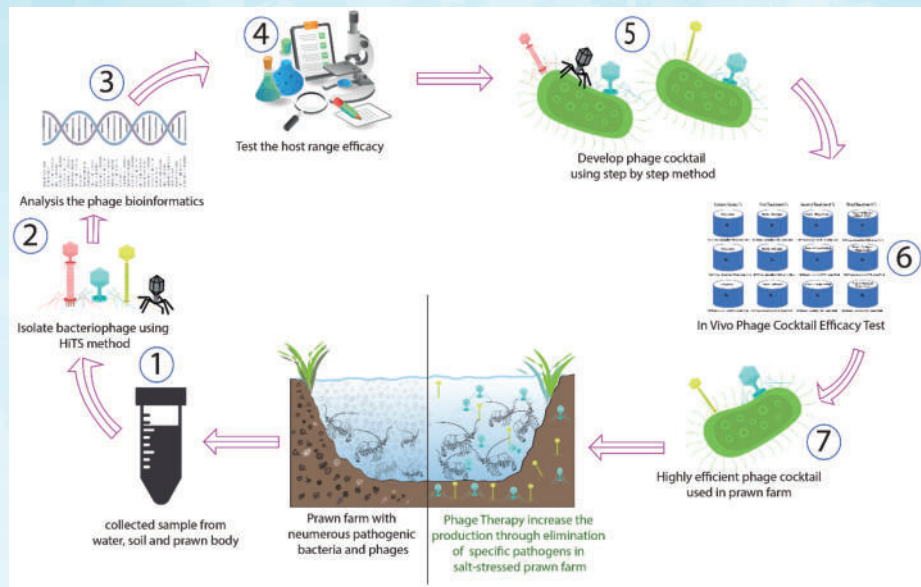 1
collected sample from
water, soil and prawn body
2
Isolate bacteriophage using
HiTS method
3
Analysis the phage bioinformatics
4
Test the host range efficacy
5
Develop phage cocktail
using step by step method
6
In Vivo Phage Cocktail Efficacy Test
7
Highly efficient phage cocktail
used in prawn farm
Prawn farm with
neumerous pathogenic
bacteria and phages
Phage Therapy increase the
production through elimination
of specific pathogens in
salt-stressed prawn farm